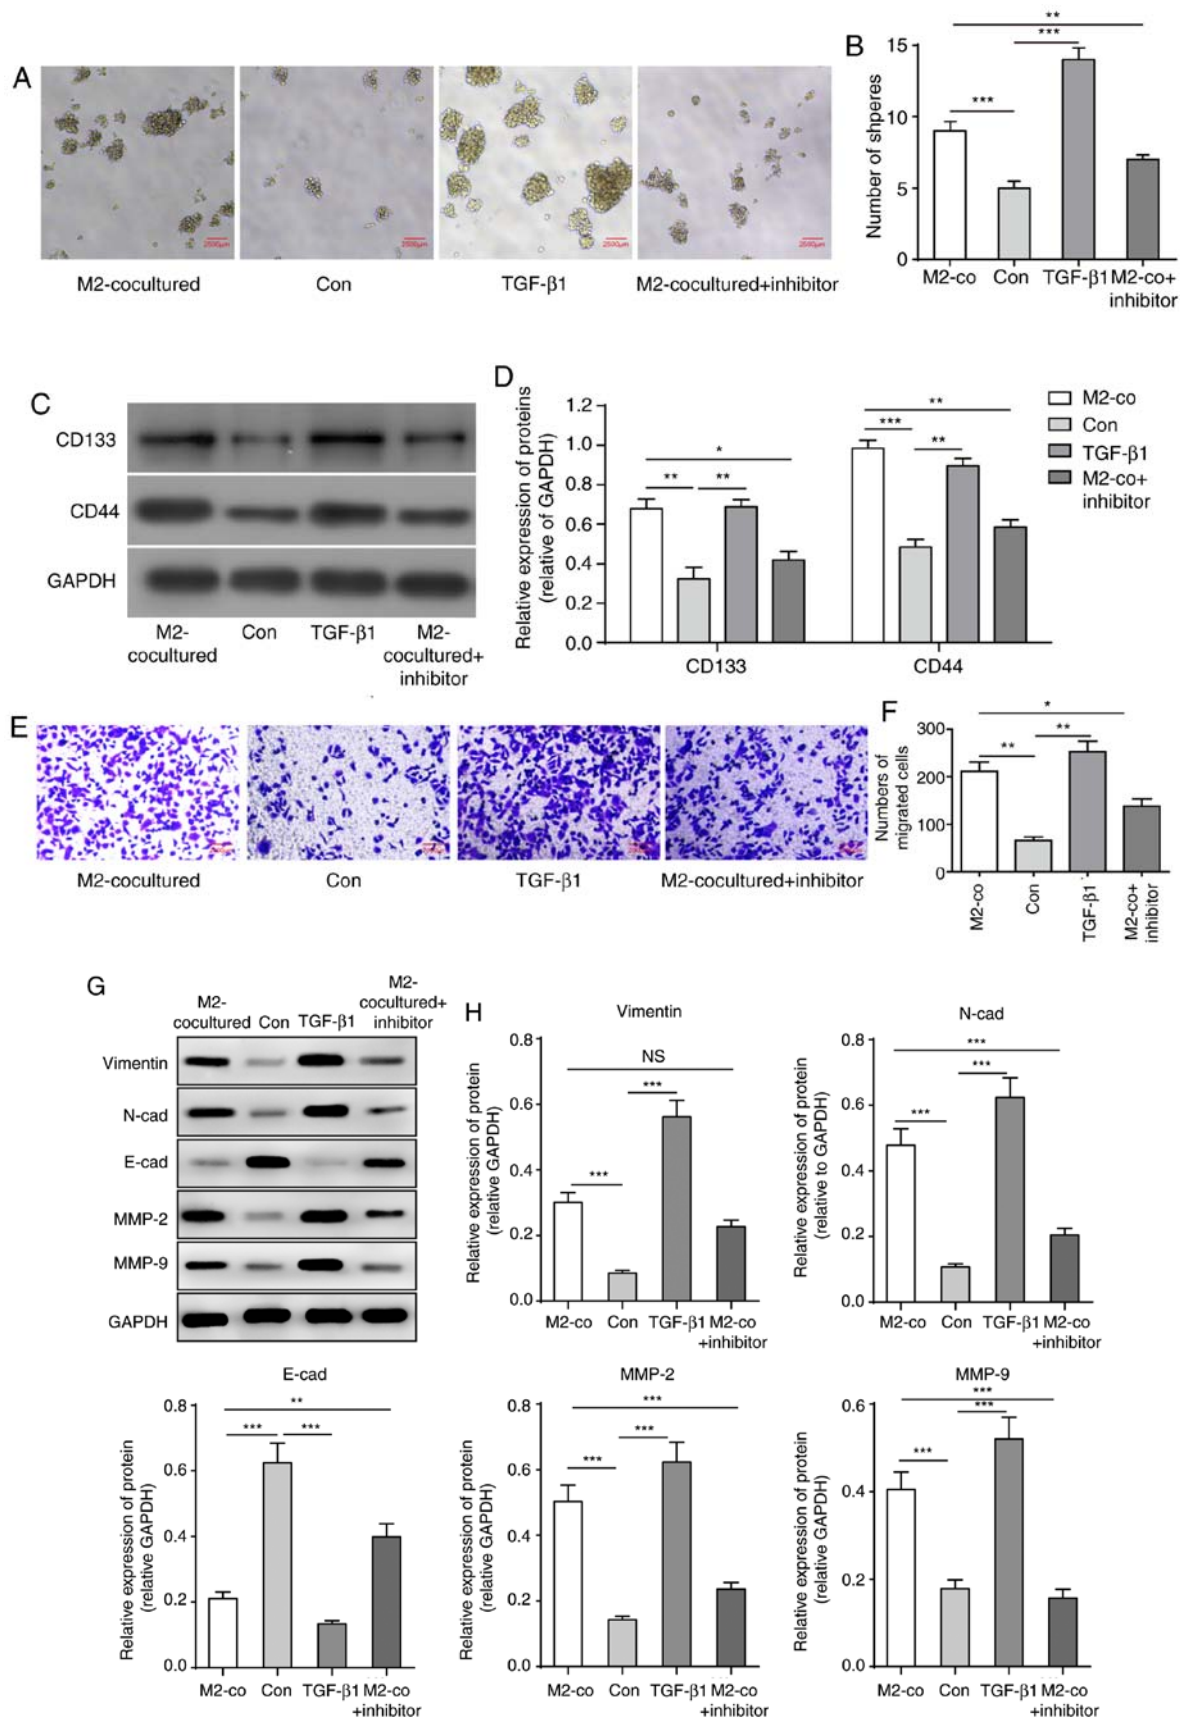 A
2500μm
2500μm
2500μm
2500μm
M2-cocultured
Con
TGF-β1
M2-cocultured+inhibitor
B
**
***
***
Number of shperes
15
10
5
0
M2-co
Con
TGF-β1
M2-co+
inhibitor
C
CD133
CD44
GAPDH
M2-
cocultured
Con
TGF-β1
M2-
cocultured+
inhibitor
D
Relative expression of proteins
(relative of GAPDH)
1.2
1.0
0.8
0.6
0.4
0.2
0.0
*
**
**
**
***
**
CD133
CD44
M2-co
Con
TGF-β1
M2-co+
inhibitor
E
M2-cocultured
Con
TGF-β1
M2-cocultured+inhibitor
F
Numbers of
migrated cells
300
200
100
0
*
**
**
M2-co
Con
TGF-β1
M2-co+
inhibitor
G
M2-
cocultured
Con
TGF-β1
M2-
cocultured+
inhibitor
Vimentin
N-cad
E-cad
MMP-2
MMP-9
GAPDH
H
Vimentin
Relative expression of protein
(relative GAPDH)
0.8
0.6
0.4
0.2
0.0
NS
***
***
M2-co
Con
TGF-β1
M2-co
+inhibitor
N-cad
Relative expression of protein
(relative to GAPDH)
0.8
0.6
0.4
0.2
0.0
***
***
***
M2-co
Con
TGF-β1
M2-co
+inhibitor
E-cad
Relative expression of protein
(relative GAPDH)
0.8
0.6
0.4
0.2
0.0
**
***
***
M2-co
Con
TGF-β1
M2-co
+inhibitor
MMP-2
Relative expression of protein
(relative GAPDH)
0.8
0.6
0.4
0.2
0.0
***
***
***
M2-co
Con
TGF-β1
M2-co
+inhibitor
MMP-9
Relative expression of protein
(relative GAPDH)
0.6
0.4
0.2
0.0
***
***
***
M2-co
Con
TGF-β1
M2-co
+inhibitor